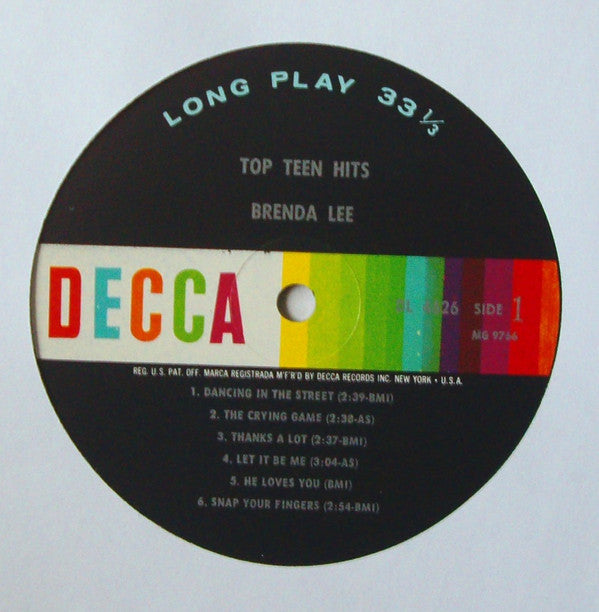 LONG PLAY 33 1/3
TOP TEEN HITS
BRENDA LEE
DECCA
SIDE 1
MG 9766
REG. U.S. PAT. OFF. MARCA REGISTRADA M'F'R'D BY DECCA RECORDS INC. NEW YORK • U.S.A.
1. DANCING IN THE STREET (2:39-BMI)
2. THE CRYING GAME (2:38-AS)
3. THANKS A LOT (2:37-BMI)
4. LET IT BE ME (3:04-AS)
5. HE LOVES YOU (BMI)
6. SNAP YOUR FINGERS (2:54-BMI)